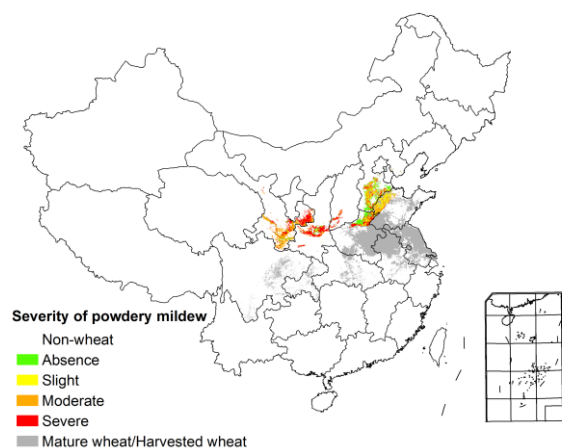 Severity of powdery mildew
Non-wheat
Absence
Slight
Moderate
Severe
Mature wheat/Harvested wheat